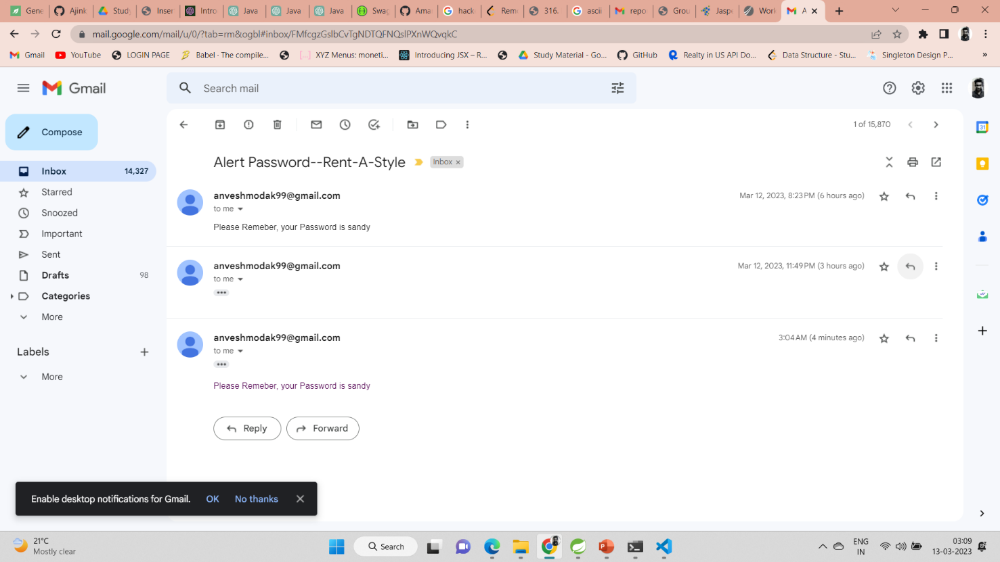 Gene
Ajink
Study
Inser
Intro
Java
Java
Java
Swag
Ama
hack
Rem
316.
ascii
repo
Grou
Jaspe
Work
A
mail.google.com/mail/u/0/?tab=rm&ogbl#inbox/FMfcgzGslbCvTgNDTQFNQslPXnWQvqkC
Gmail
YouTube
LOGIN PAGE
Babel · The compile...
XYZ Menus: moneti...
Introducing JSX – R...
Study Material - Go...
GitHub
Realty in US API Do...
Data Structure - Stu...
Singleton Design P...
»
Gmail
Search mail
Compose
1 of 15,870
31
Alert Password--Rent-A-Style
Inbox ×
Inbox 14,327
Starred
Snoozed
Important
Sent
Drafts 98
Categories
More
Labels
More
anveshmodak99@gmail.com
Mar 12, 2023, 8:23 PM (6 hours ago)
to me
Please Remeber, your Password is sandy
anveshmodak99@gmail.com
Mar 12, 2023, 11:49 PM (3 hours ago)
to me
anveshmodak99@gmail.com
3:04 AM (4 minutes ago)
to me
Please Remeber, your Password is sandy
Reply
Forward
Enable desktop notifications for Gmail. OK No thanks
21°C
Mostly clear
Search
ENG
IN
03:09
13-03-2023